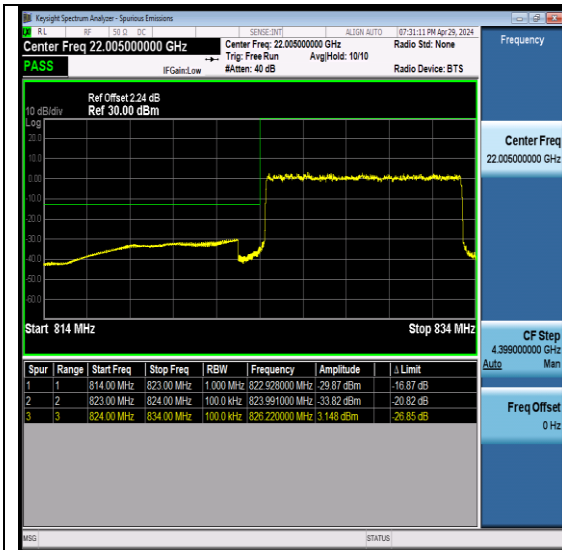 Keysight Spectrum Analyzer - Spurious Emissions
RL RF 50 Ω DC SENSE:INT ALIGN AUTO 07:31:11 PM Apr 29, 2024
Center Freq 22.005000000 GHz Center Freq: 22.005000000 GHz Radio Std: None
PASS Trig: Free Run Avg|Hold: 10/10
IFGain:Low #Atten: 40 dB Radio Device: BTS
Ref Offset 2.24 dB
10 dB/div Ref 30.00 dBm
Log
20.0
10.0
0.00
-10.0
-20.0
-30.0
-40.0
-50.0
-60.0
Start 814 MHz Stop 834 MHz
Spur Range Start Freq Stop Freq RBW Frequency Amplitude Δ Limit
1 1 814.00 MHz 823.00 MHz 1.000 MHz 822.928000 MHz -29.87 dBm -16.87 dB
2 2 823.00 MHz 824.00 MHz 100.0 kHz 823.991000 MHz -33.82 dBm -20.82 dB
3 3 824.00 MHz 834.00 MHz 100.0 kHz 826.220000 MHz 3.148 dBm -26.85 dB
MSG STATUS
Frequency
Center Freq
22.005000000 GHz
CF Step
4.399000000 GHz
Auto Man
Freq Offset
0 Hz